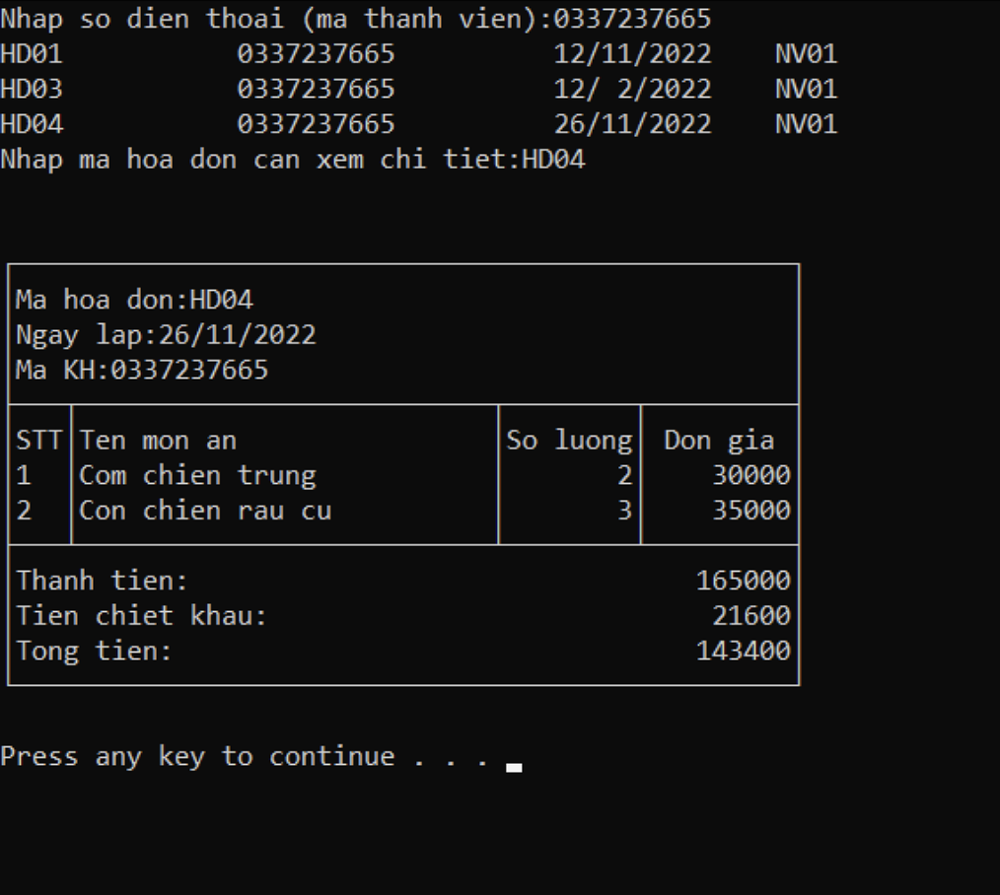 Nhap so dien thoai (ma thanh vien):0337237665
HD01 0337237665 12/11/2022 NV01
HD03 0337237665 12/ 2/2022 NV01
HD04 0337237665 26/11/2022 NV01
Nhap ma hoa don can xem chi tiet:HD04
Ma hoa don:HD04
Ngay lap:26/11/2022
Ma KH:0337237665
STT Ten mon an So luong Don gia
1 Com chien trung 2 30000
2 Con chien rau cu 3 35000
Thanh tien: 165000
Tien chiet khau: 21600
Tong tien: 143400
Press any key to continue . . .